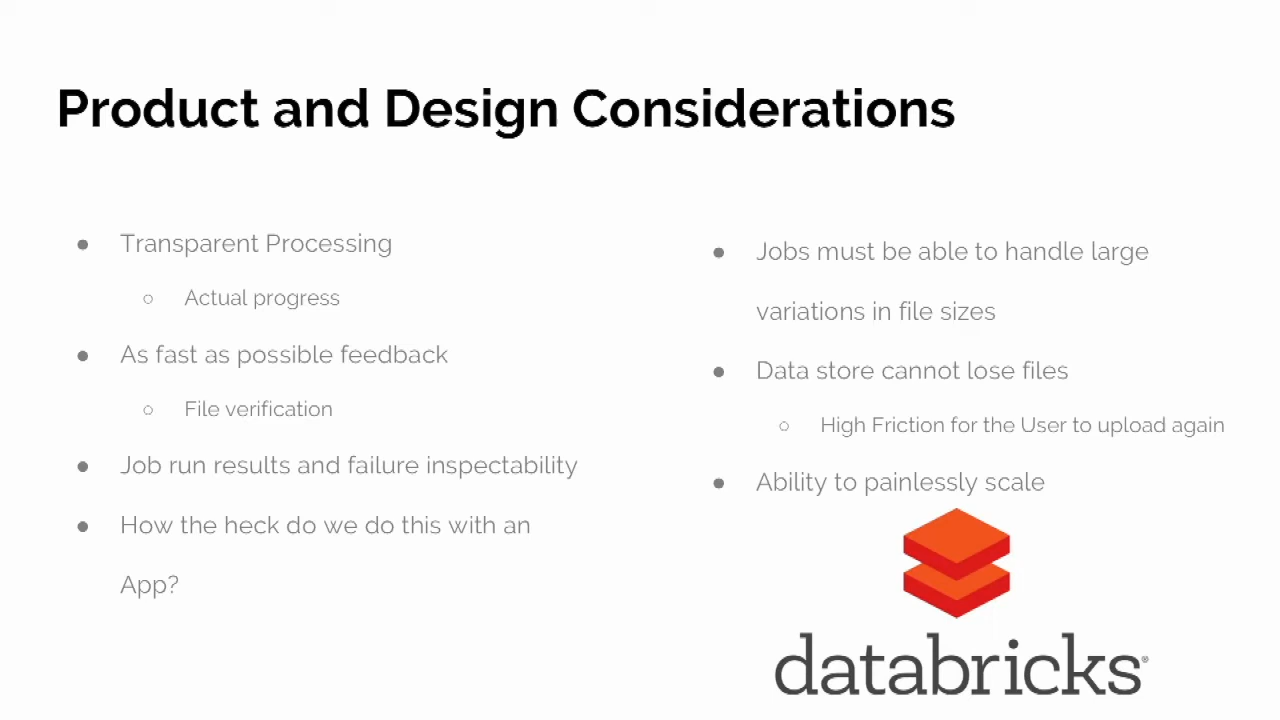 Product and Design Considerations
● Transparent Processing
○ Actual progress
● As fast as possible feedback
○ File verification
● Job run results and failure inspectability
● How the heck do we do this with an
App?
● Jobs must be able to handle large
variations in file sizes
● Data store cannot lose files
○ High Friction for the User to upload again
● Ability to painlessly scale
databricks®